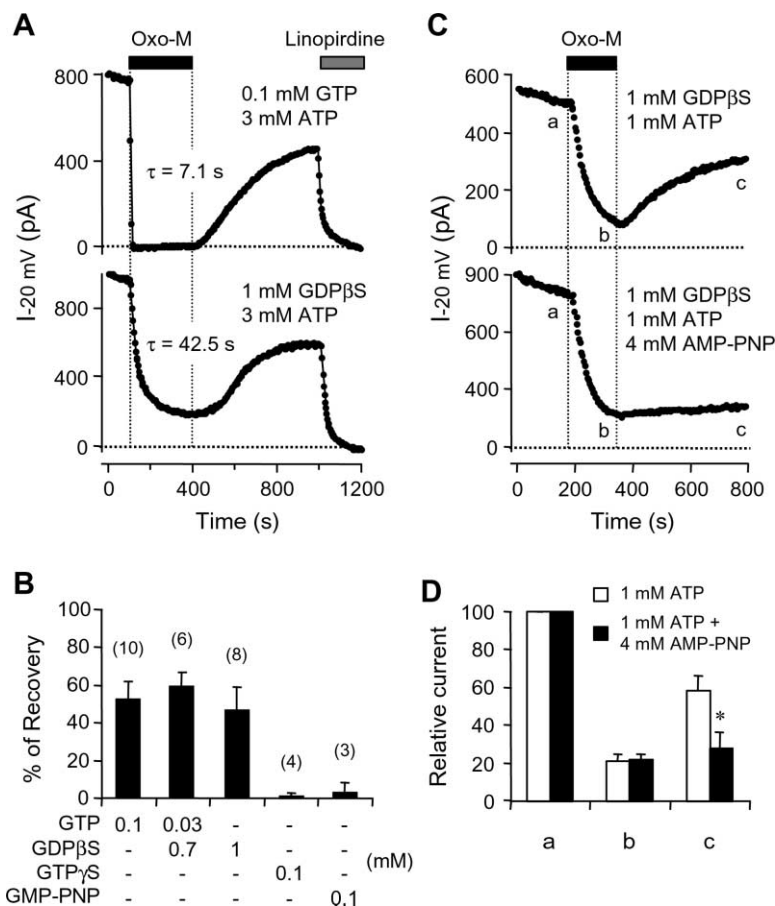 A
Oxo-M
Linopirdine
800
400
0
0.1 mM GTP
3 mM ATP
τ = 7.1 s
1000
800
400
0
1 mM GDPβS
3 mM ATP
τ = 42.5 s
I-20 mV (pA)
0
400
800
1200
Time (s)
C
Oxo-M
600
400
200
0
1 mM GDPβS
1 mM ATP
a
b
c
900
600
300
0
1 mM GDPβS
1 mM ATP
4 mM AMP-PNP
a
b
c
I-20 mV (pA)
0
200
400
600
800
Time (s)
B
% of Recovery
100
80
60
40
20
0
(10)
(6)
(8)
(4)
(3)
GTP 0.1 0.03 - - -
GDPβS - 0.7 1 - -
(mM)
GTPγS - - - 0.1 -
GMP-PNP - - - - 0.1
D
Relative current
100
80
60
40
20
0
1 mM ATP
1 mM ATP +
4 mM AMP-PNP
*
a
b
c